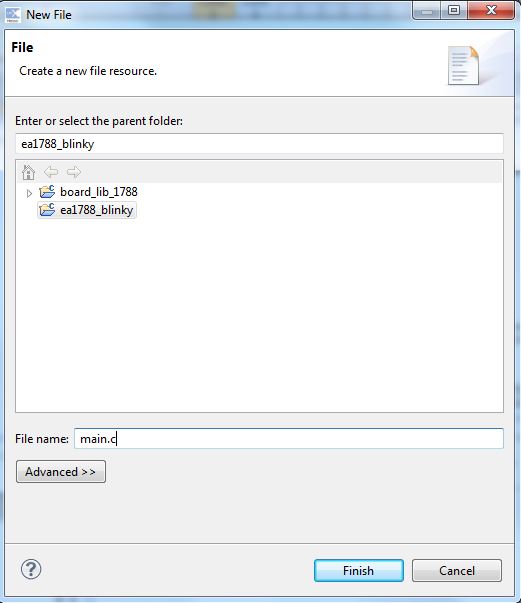 New File
File
Create a new file resource.
Enter or select the parent folder:
ea1788_blinky
board_lib_1788
ea1788_blinky
File name: main.c
Advanced >>
Finish Cancel